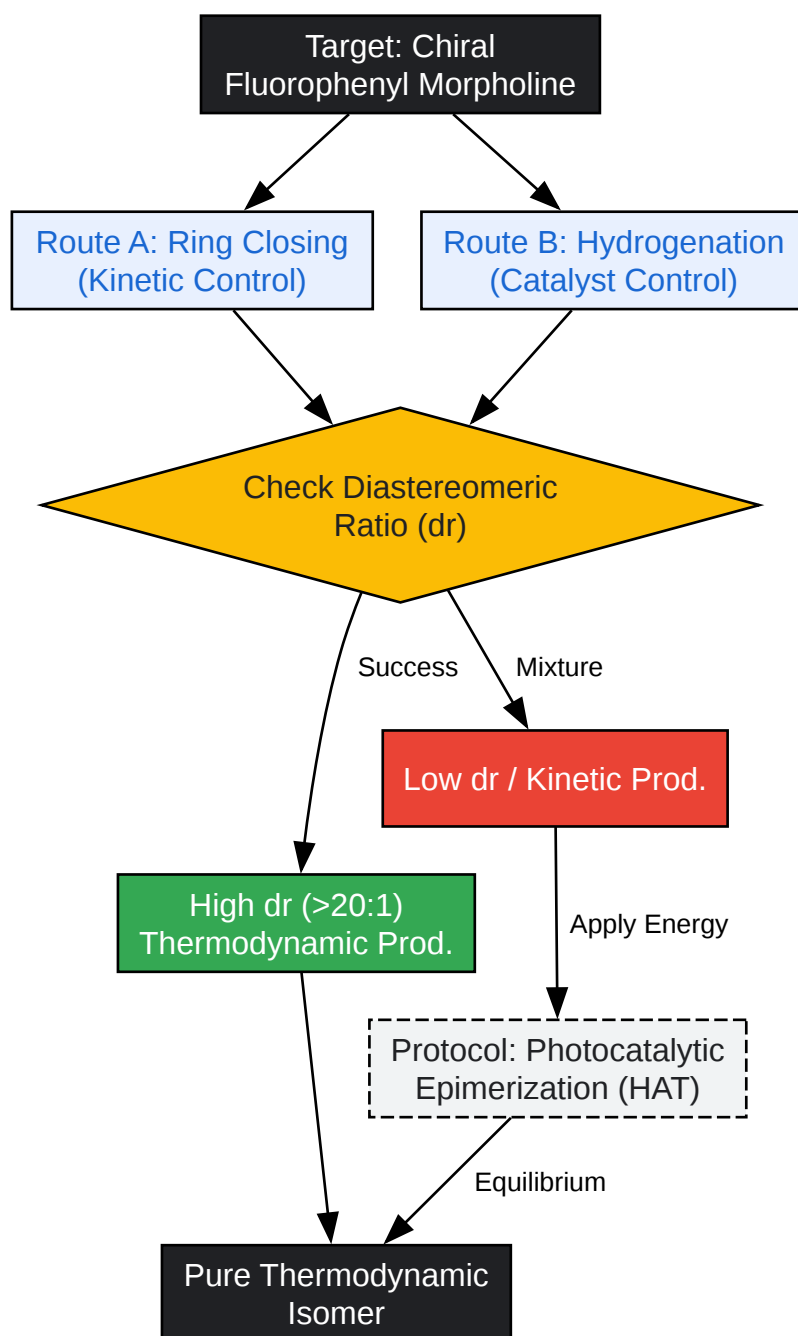 Target: Chiral
Fluorophenyl Morpholine
Route A: Ring Closing
(Kinetic Control)
Route B: Hydrogenation
(Catalyst Control)
Check Diastereomeric
Ratio (dr)
Success
Mixture
Low dr / Kinetic Prod.
High dr (>20:1)
Thermodynamic Prod.
Apply Energy
Protocol: Photocatalytic
Epimerization (HAT)
Equilibrium
Pure Thermodynamic
Isomer